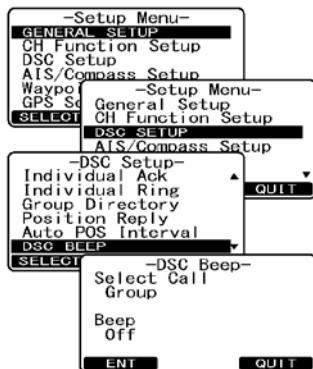 -Setup Menu-
GENERAL SETUP
CH Function Setup
DSC Setup
AIS/Compass Setup
Waypoi
GPS Se
SELECT
-Setup Menu-
General Setup
CH Function Setup
DSC SETUP
AIS/Compass Setup
QUIT
-DSC Setup-
Individual Ack
Individual Ring
Group Directory
Position Reply
Auto POS Interval
DSC BEEP
SELECT
-DSC Beep-
Select Call
Group
Beep
Off
ENT QUIT